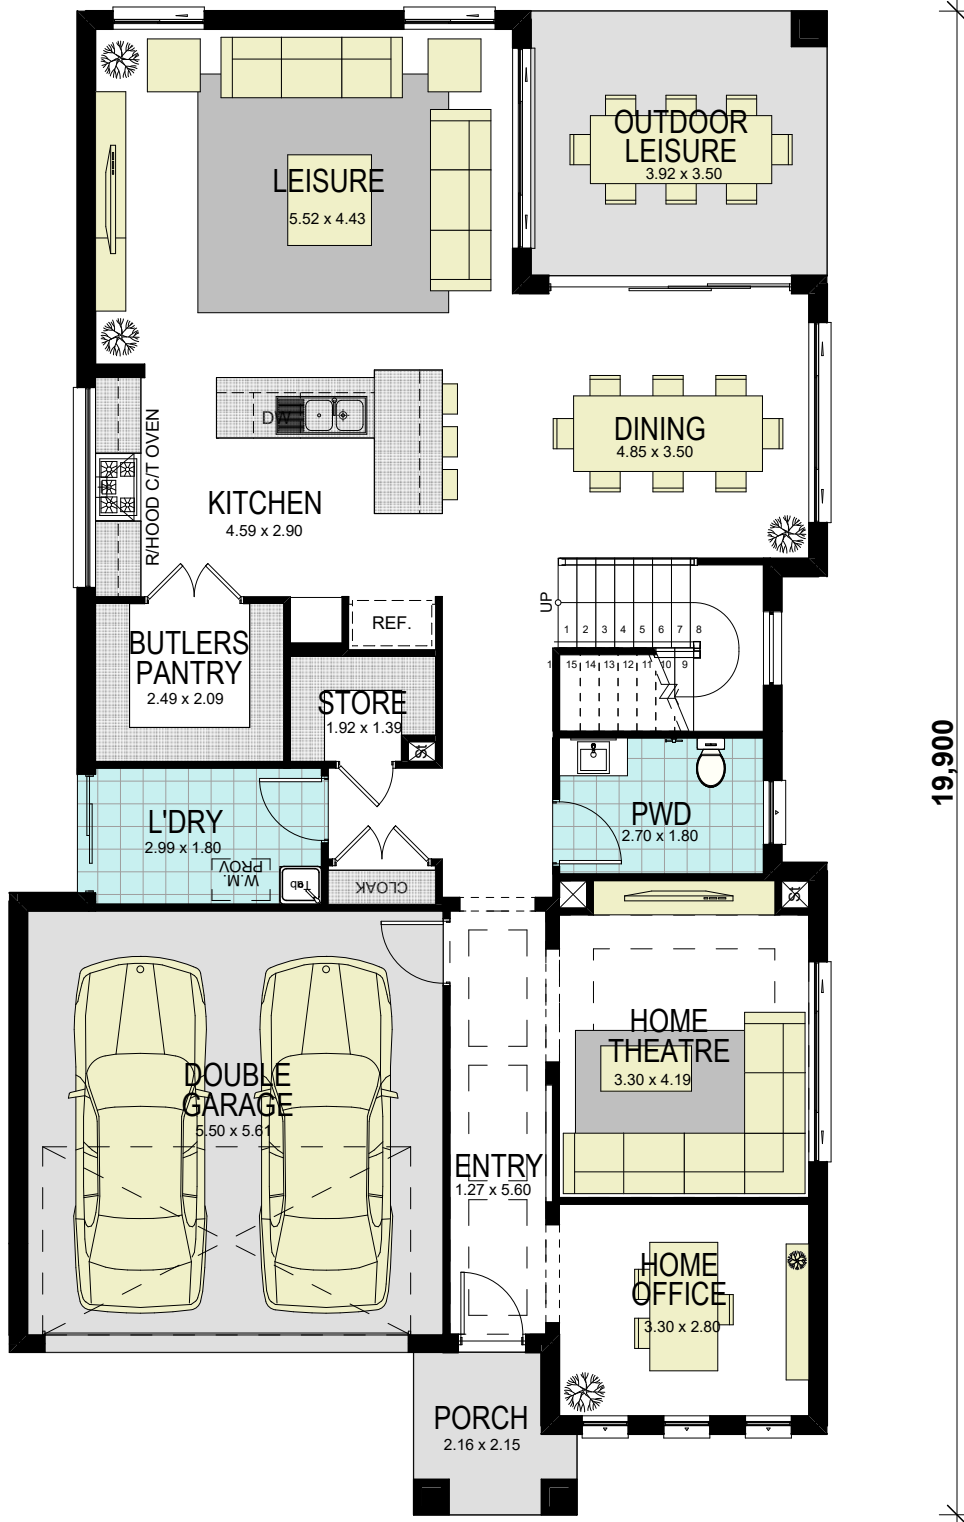 OUTDOOR
LEISURE
3.92 x 3.50
LEISURE
5.52 x 4.43
DW
DINING
4.85 x 3.50
R/HOOD C/T OVEN
KITCHEN
4.59 x 2.90
UP
REF.
1 2 3 4 5 6 7 8
1 15 14 13 12 11 10 9
BUTLERS
PANTRY
2.49 x 2.09
STORE
1.92 x 1.39
St
19,900
L'DRY
2.99 x 1.80
W.M.
PROV
Tub
PWD
2.70 x 1.80
CLOAK
St
HOME
THEATRE
3.30 x 4.19
DOUBLE
GARAGE
5.50 x 5.61
ENTRY
1.27 x 5.60
HOME
OFFICE
3.30 x 2.80
PORCH
2.16 x 2.15